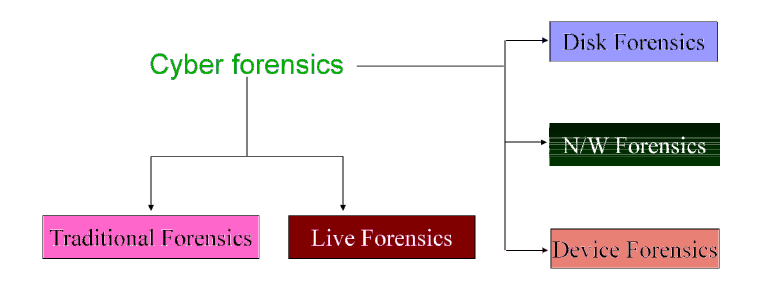 Disk Forensics
Cyber forensics
N/W Forensics
Traditional Forensics
Live Forensics
Device Forensics